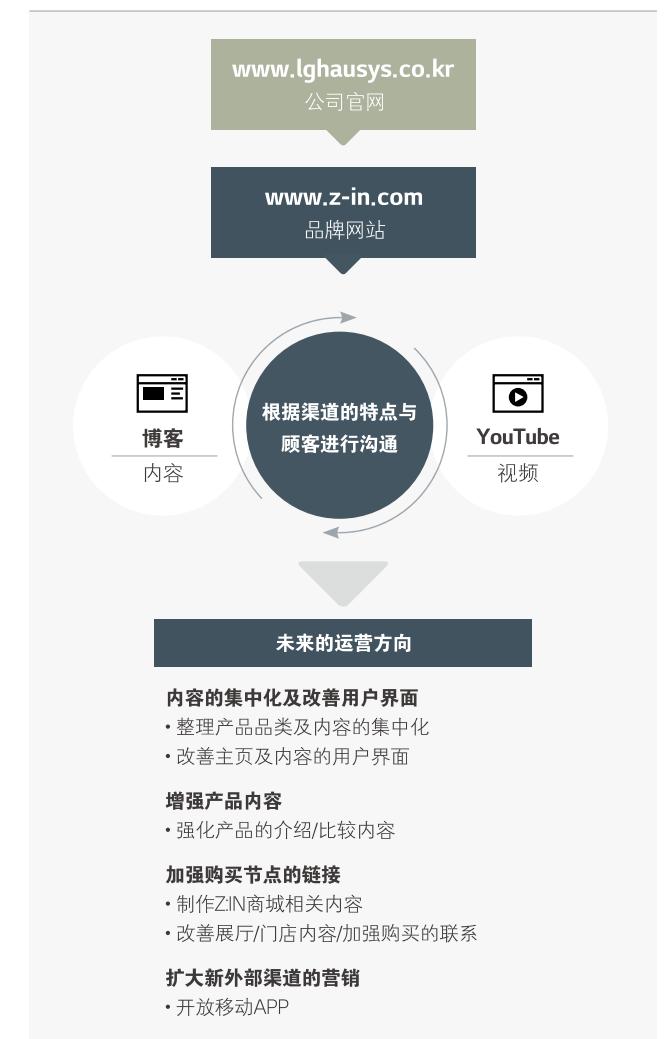 www.lghausys.co.kr
公司官网
www.z-in.com
品牌网站
博客
内容
根据渠道的特点与
顾客进行沟通
YouTube
视频
未来的运营方向
内容的集中化及改善用户界面
• 整理产品品类及内容的集中化
• 改善主页及内容的用户界面
增强产品内容
• 强化产品的介绍/比较内容
加强购买节点的链接
• 制作Z:IN商城相关内容
• 改善展厅/门店内容/加强购买的联系
扩大新外部渠道的营销
• 开放移动APP